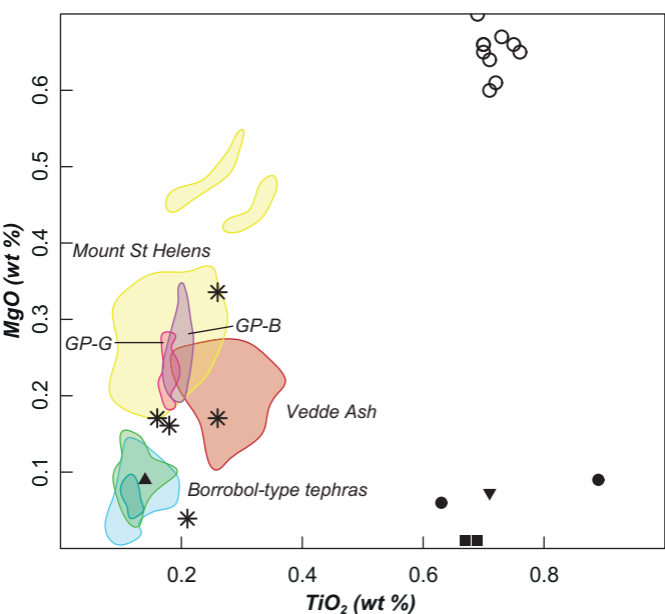 0.6
0.5
0.4
0.3
0.2
0.1
MgO (wt %)
Mount St Helens
GP-G
GP-B
Vedde Ash
Borrobol-type tephras
0.2
0.4
0.6
0.8
TiO₂ (wt %)